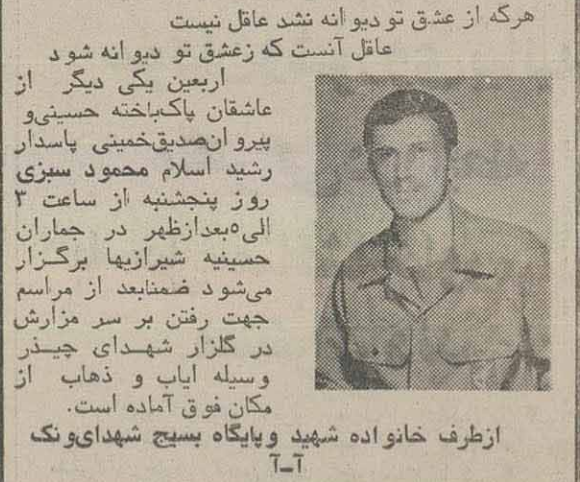 هرکه از عشق تو دیوانه نشد عاقل نیست
عاقل آنست که زعشق تو دیوانه شود
اربعین یکی دیگر از
عاشقان پاکباخته حسینی‌و
پیروان‌صدیق‌خمینی پاسدار
رشید اسلام محمود سبزی
روز پنجشنبه از ساعت ۳
الی‌۵بعدازظهر در جماران
حسینیه شیرازیها برگزار
می‌شود ضمنابعد از مراسم
جهت رفتن بر سر مزارش
در گلزار شهدای چیذر
وسیله ایاب و ذهاب از
مکان فوق آماده است.
ازطرف خانواده شهید وپایگاه بسیج شهدای‌ونک
آ–آ